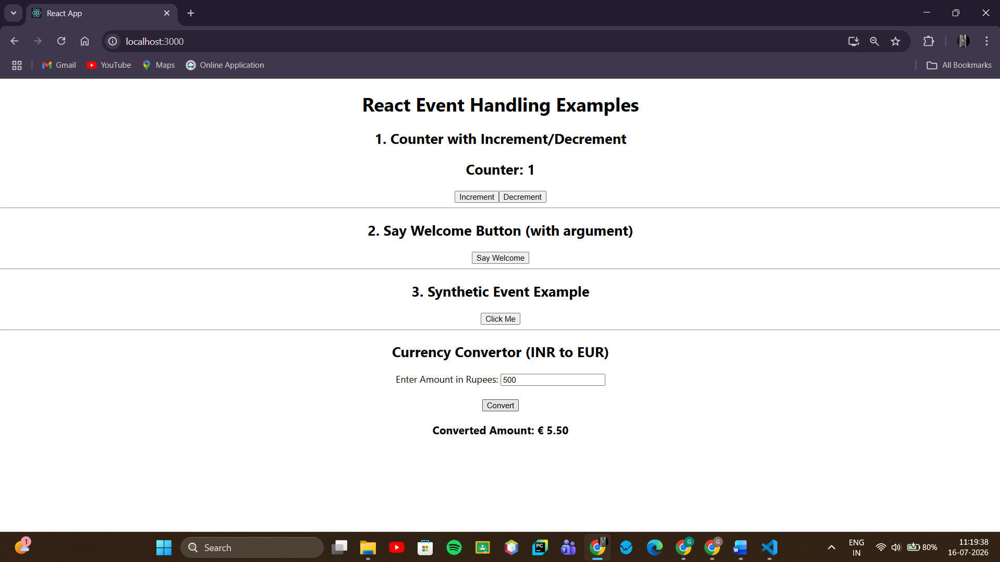 React App
localhost:3000
Gmail YouTube Maps Online Application All Bookmarks
React Event Handling Examples
1. Counter with Increment/Decrement
Counter: 1
Increment Decrement
2. Say Welcome Button (with argument)
Say Welcome
3. Synthetic Event Example
Click Me
Currency Convertor (INR to EUR)
Enter Amount in Rupees: 500
Convert
Converted Amount: € 5.50
1
Search
PC
T
G
G
W
ENG
IN
80%
11:19:38
16-07-2026